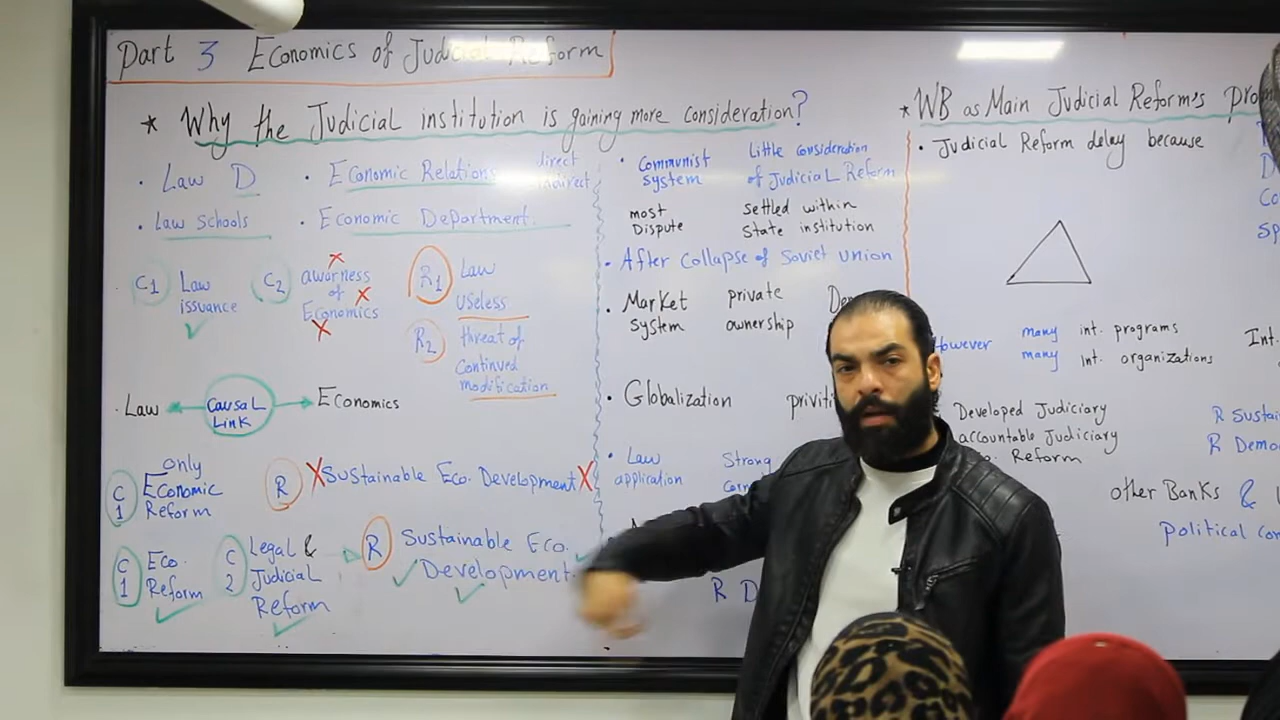 Part 3 Economics of Judicial Reform
* Why the Judicial institution is gaining more consideration?
• Law D • Economic Relations direct
• Law schools • Economic Department
C1 Law issuance
C2 awarness of Economics
R1 Law useless
R2 threat of continued modification
• Law Causal Link Economics
C1 only Economic Reform
R X Sustainable Eco. Development X
C1 Eco. Reform
C2 Legal & Judicial Reform
R Sustainable Eco. Development
• Communist system Little consideration of Judicial Reform
most Dispute settled within State institution
• After collapse of Soviet union
• Market system private ownership
• Globalization
• Law application Strong
R D
* WB as Main Judicial Reform's
• Judicial Reform delay because
However many int. programs
many int. organizations
Int.
Developed Judiciary
accountable Judiciary
Reform
R
R
other Banks &
Political